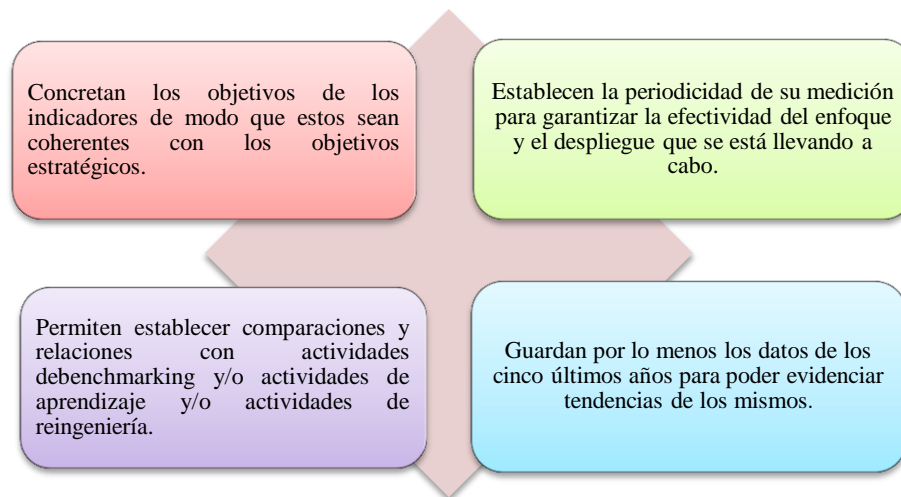 Concretan los objetivos de los
indicadores de modo que estos sean
coherentes con los objetivos
estratégicos.
Establecen la periodicidad de su medición
para garantizar la efectividad del enfoque
y el despliegue que se está llevando a
cabo.
Permiten establecer comparaciones y
relaciones con actividades
debenchmarking y/o actividades de
aprendizaje y/o actividades de
reingeniería.
Guardan por lo menos los datos de los
cinco últimos años para poder evidenciar
tendencias de los mismos.